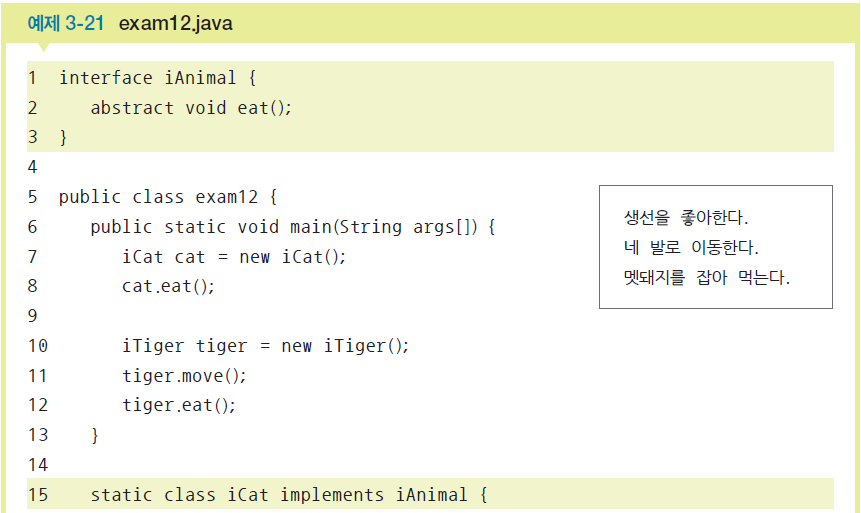 예제 3-21 exam12.java
1 interface iAnimal {
2 abstract void eat();
3 }
4
5 public class exam12 {
6 public static void main(String args[]) {
7 iCat cat = new iCat();
8 cat.eat();
9
10 iTiger tiger = new iTiger();
11 tiger.move();
12 tiger.eat();
13 }
14
15 static class iCat implements iAnimal {
생선을 좋아한다.
네 발로 이동한다.
멧돼지를 잡아 먹는다.